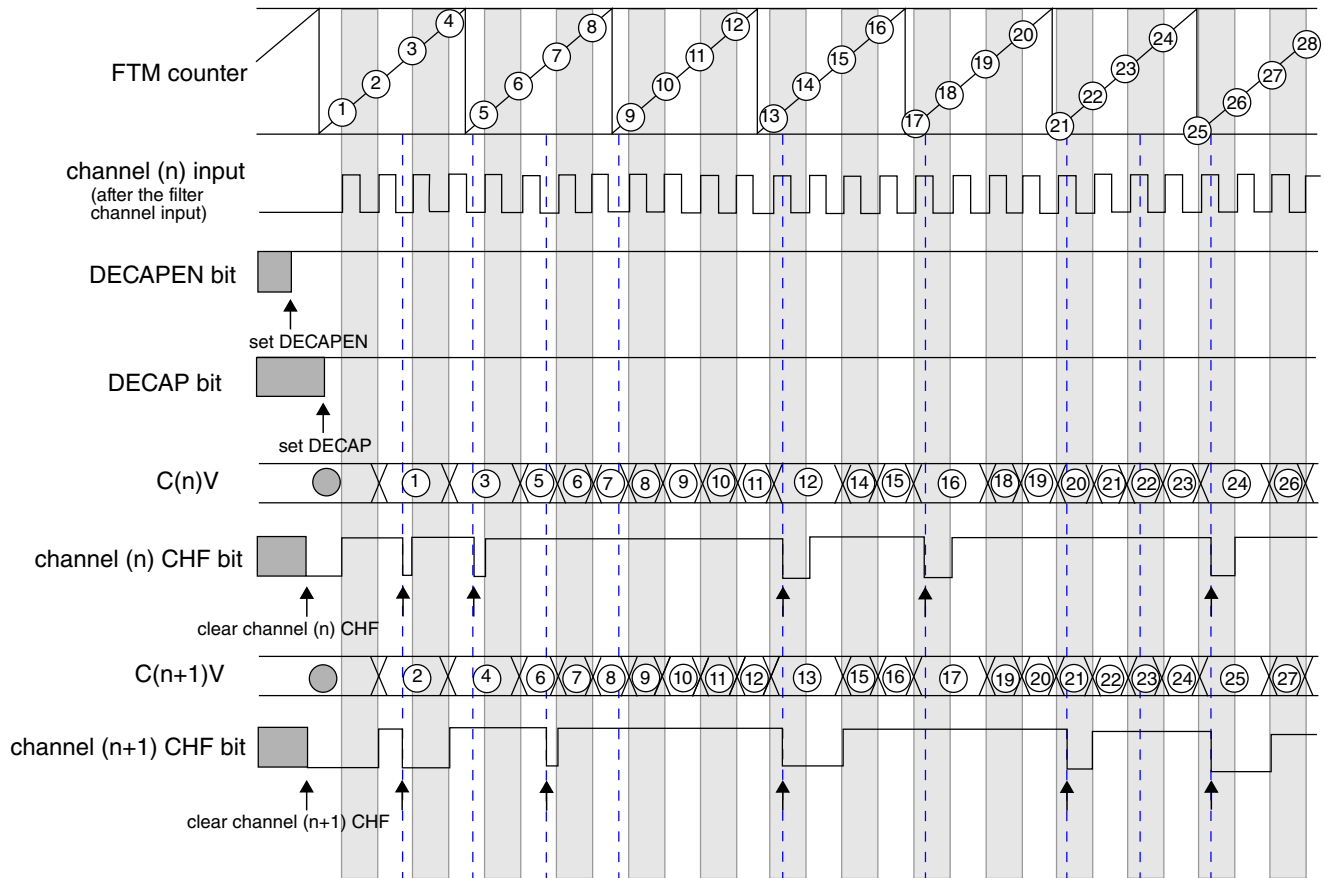 4 8 12 16 20 24 28
3 7 11 15 19 23 27
FTM counter
2 6 10 14 18 22 26
1 5 9 13 17 21 25
channel (n) input
(after the filter
channel input)
DECAPEN bit
set DECAPEN
DECAP bit
set DECAP
C(n)V 1 3 5 6 7 8 9 10 11 12 14 15 16 18 19 20 21 22 23 24 26
channel (n) CHF bit
clear channel (n) CHF
C(n+1)V 2 4 6 7 8 9 10 11 12 13 15 16 17 19 20 21 22 23 24 25 27
channel (n+1) CHF bit
clear channel (n+1) CHF